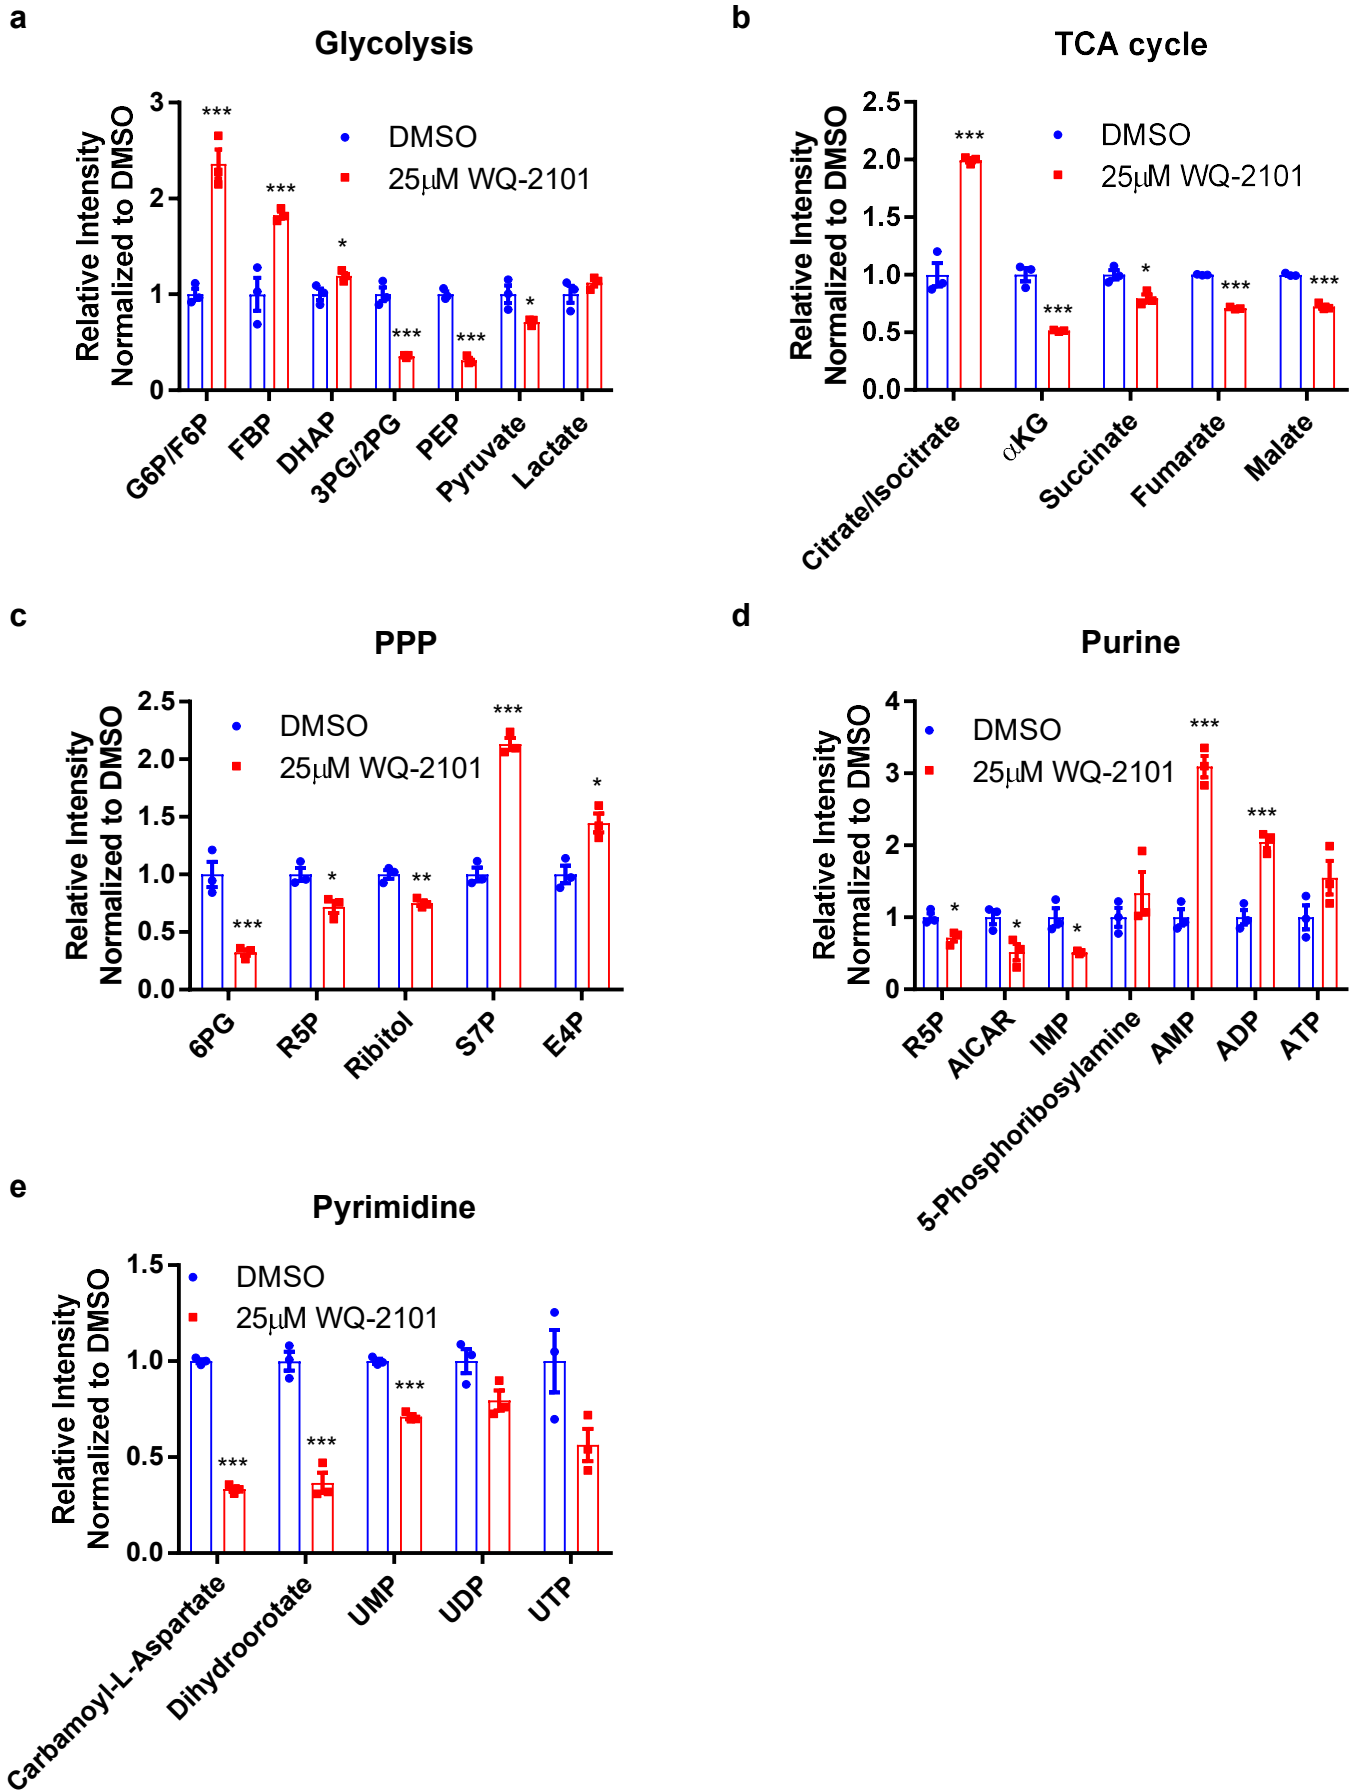 a
Glycolysis
Relative Intensity
Normalized to DMSO
3
2
1
0
DMSO
25μM WQ-2101
***
***
*
***
***
*
G6P/F6P
FBP
DHAP
3PG/2PG
PEP
Pyruvate
Lactate
b
TCA cycle
Relative Intensity
Normalized to DMSO
2.5
2.0
1.5
1.0
0.5
0.0
DMSO
25μM WQ-2101
***
***
*
***
***
Citrate/Isocitrate
αKG
Succinate
Fumarate
Malate
c
PPP
Relative Intensity
Normalized to DMSO
2.5
2.0
1.5
1.0
0.5
0.0
DMSO
25μM WQ-2101
***
*
**
***
*
6PG
R5P
Ribitol
S7P
E4P
d
Purine
Relative Intensity
Normalized to DMSO
4
3
2
1
0
DMSO
25μM WQ-2101
*
*
*
***
***
R5P
AICAR
IMP
5-Phosphoribosylamine
AMP
ADP
ATP
e
Pyrimidine
Relative Intensity
Normalized to DMSO
1.5
1.0
0.5
0.0
DMSO
25μM WQ-2101
***
***
***
Carbamoyl-L-Aspartate
Dihydroorotate
UMP
UDP
UTP